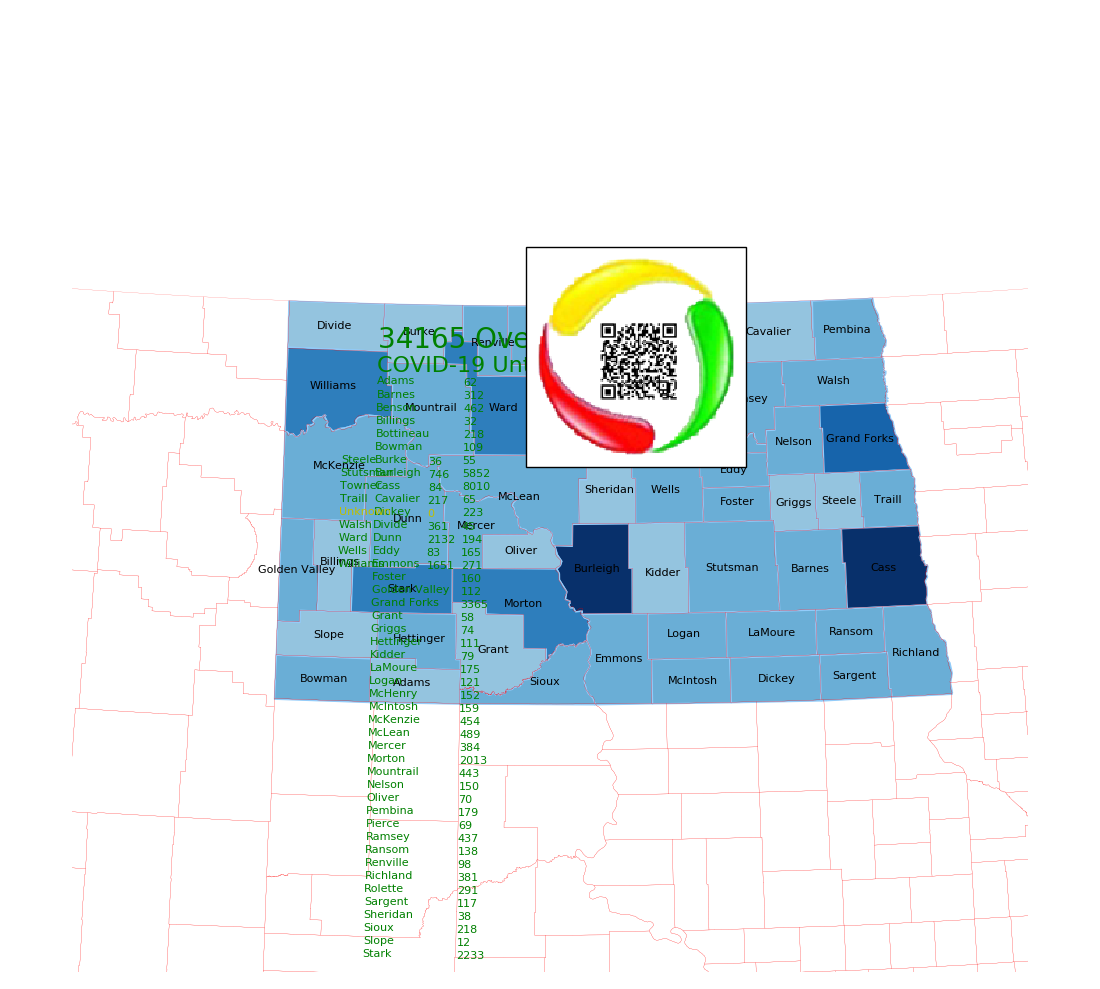 34165 Ove
COVID-19 Unt
Adams 62
Barnes 312
Benson 462
Billings 32
Bottineau 218
Bowman 109
Burke 55
Burleigh 5852
Cass 8010
Cavalier 65
Dickey 223
Divide
Dunn 194
Eddy 165
Emmons 271
Foster 160
Golden Valley 112
Grand Forks 3365
Grant 58
Griggs 74
Hettinger 111
Kidder 79
LaMoure 175
Logan 121
McHenry 152
McIntosh 159
McKenzie 454
McLean 489
Mercer 384
Morton 2013
Mountrail 443
Nelson 150
Oliver 70
Pembina 179
Pierce 69
Ramsey 437
Ransom 138
Renville 98
Richland 381
Rolette 291
Sargent 117
Sheridan 38
Sioux 218
Slope 12
Stark 2233
Steele 36
Stutsman 746
Towner 84
Traill 217
Walsh 361
Ward 2132
Wells 83
Williams 1651
Divide
Burke
Renville
Cavalier
Pembina
Williams
Mountrail
Ward
sey
Walsh
McKenzie
Nelson
Grand Forks
Eddy
McLean
Sheridan
Wells
Foster
Griggs
Steele
Traill
Dunn
Mercer
Oliver
Golden Valley
Billings
Stark
Morton
Burleigh
Kidder
Stutsman
Barnes
Cass
Slope
Hettinger
Grant
Emmons
Logan
LaMoure
Ransom
Richland
Bowman
Adams
Sioux
McIntosh
Dickey
Sargent